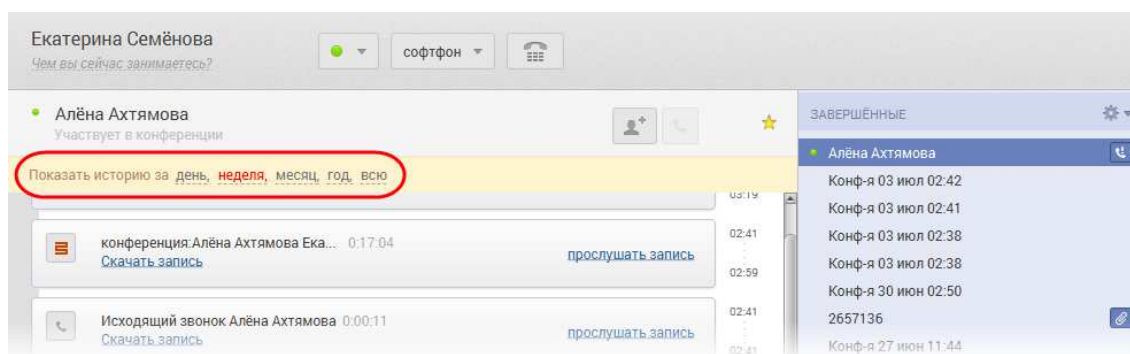 Екатерина Семёнова
Чем вы сейчас занимаетесь?
софтфон
Алёна Ахтямова
Участвует в конференции
Показать историю за день, неделя, месяц, год, всю
03:19
конференция:Алёна Ахтямова Ека... 0:17:04
Скачать запись
прослушать запись
02:41
02:59
Исходящий звонок Алёна Ахтямова 0:00:11
Скачать запись
прослушать запись
02:41
02:41
ЗАВЕРШЁННЫЕ
Алёна Ахтямова
Конф-я 03 июл 02:42
Конф-я 03 июл 02:41
Конф-я 03 июл 02:38
Конф-я 03 июл 02:38
Конф-я 30 июн 02:50
2657136
Конф-я 27 июн 11:44